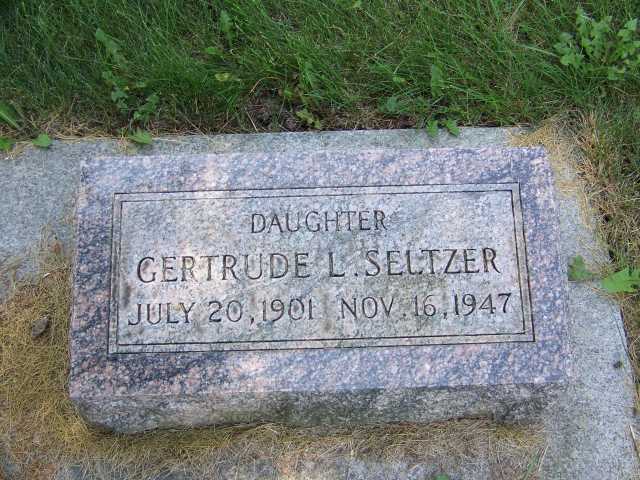 DAUGHTER
GERTRUDE L. SELTZER
JULY 20, 1901 NOV. 16, 1947